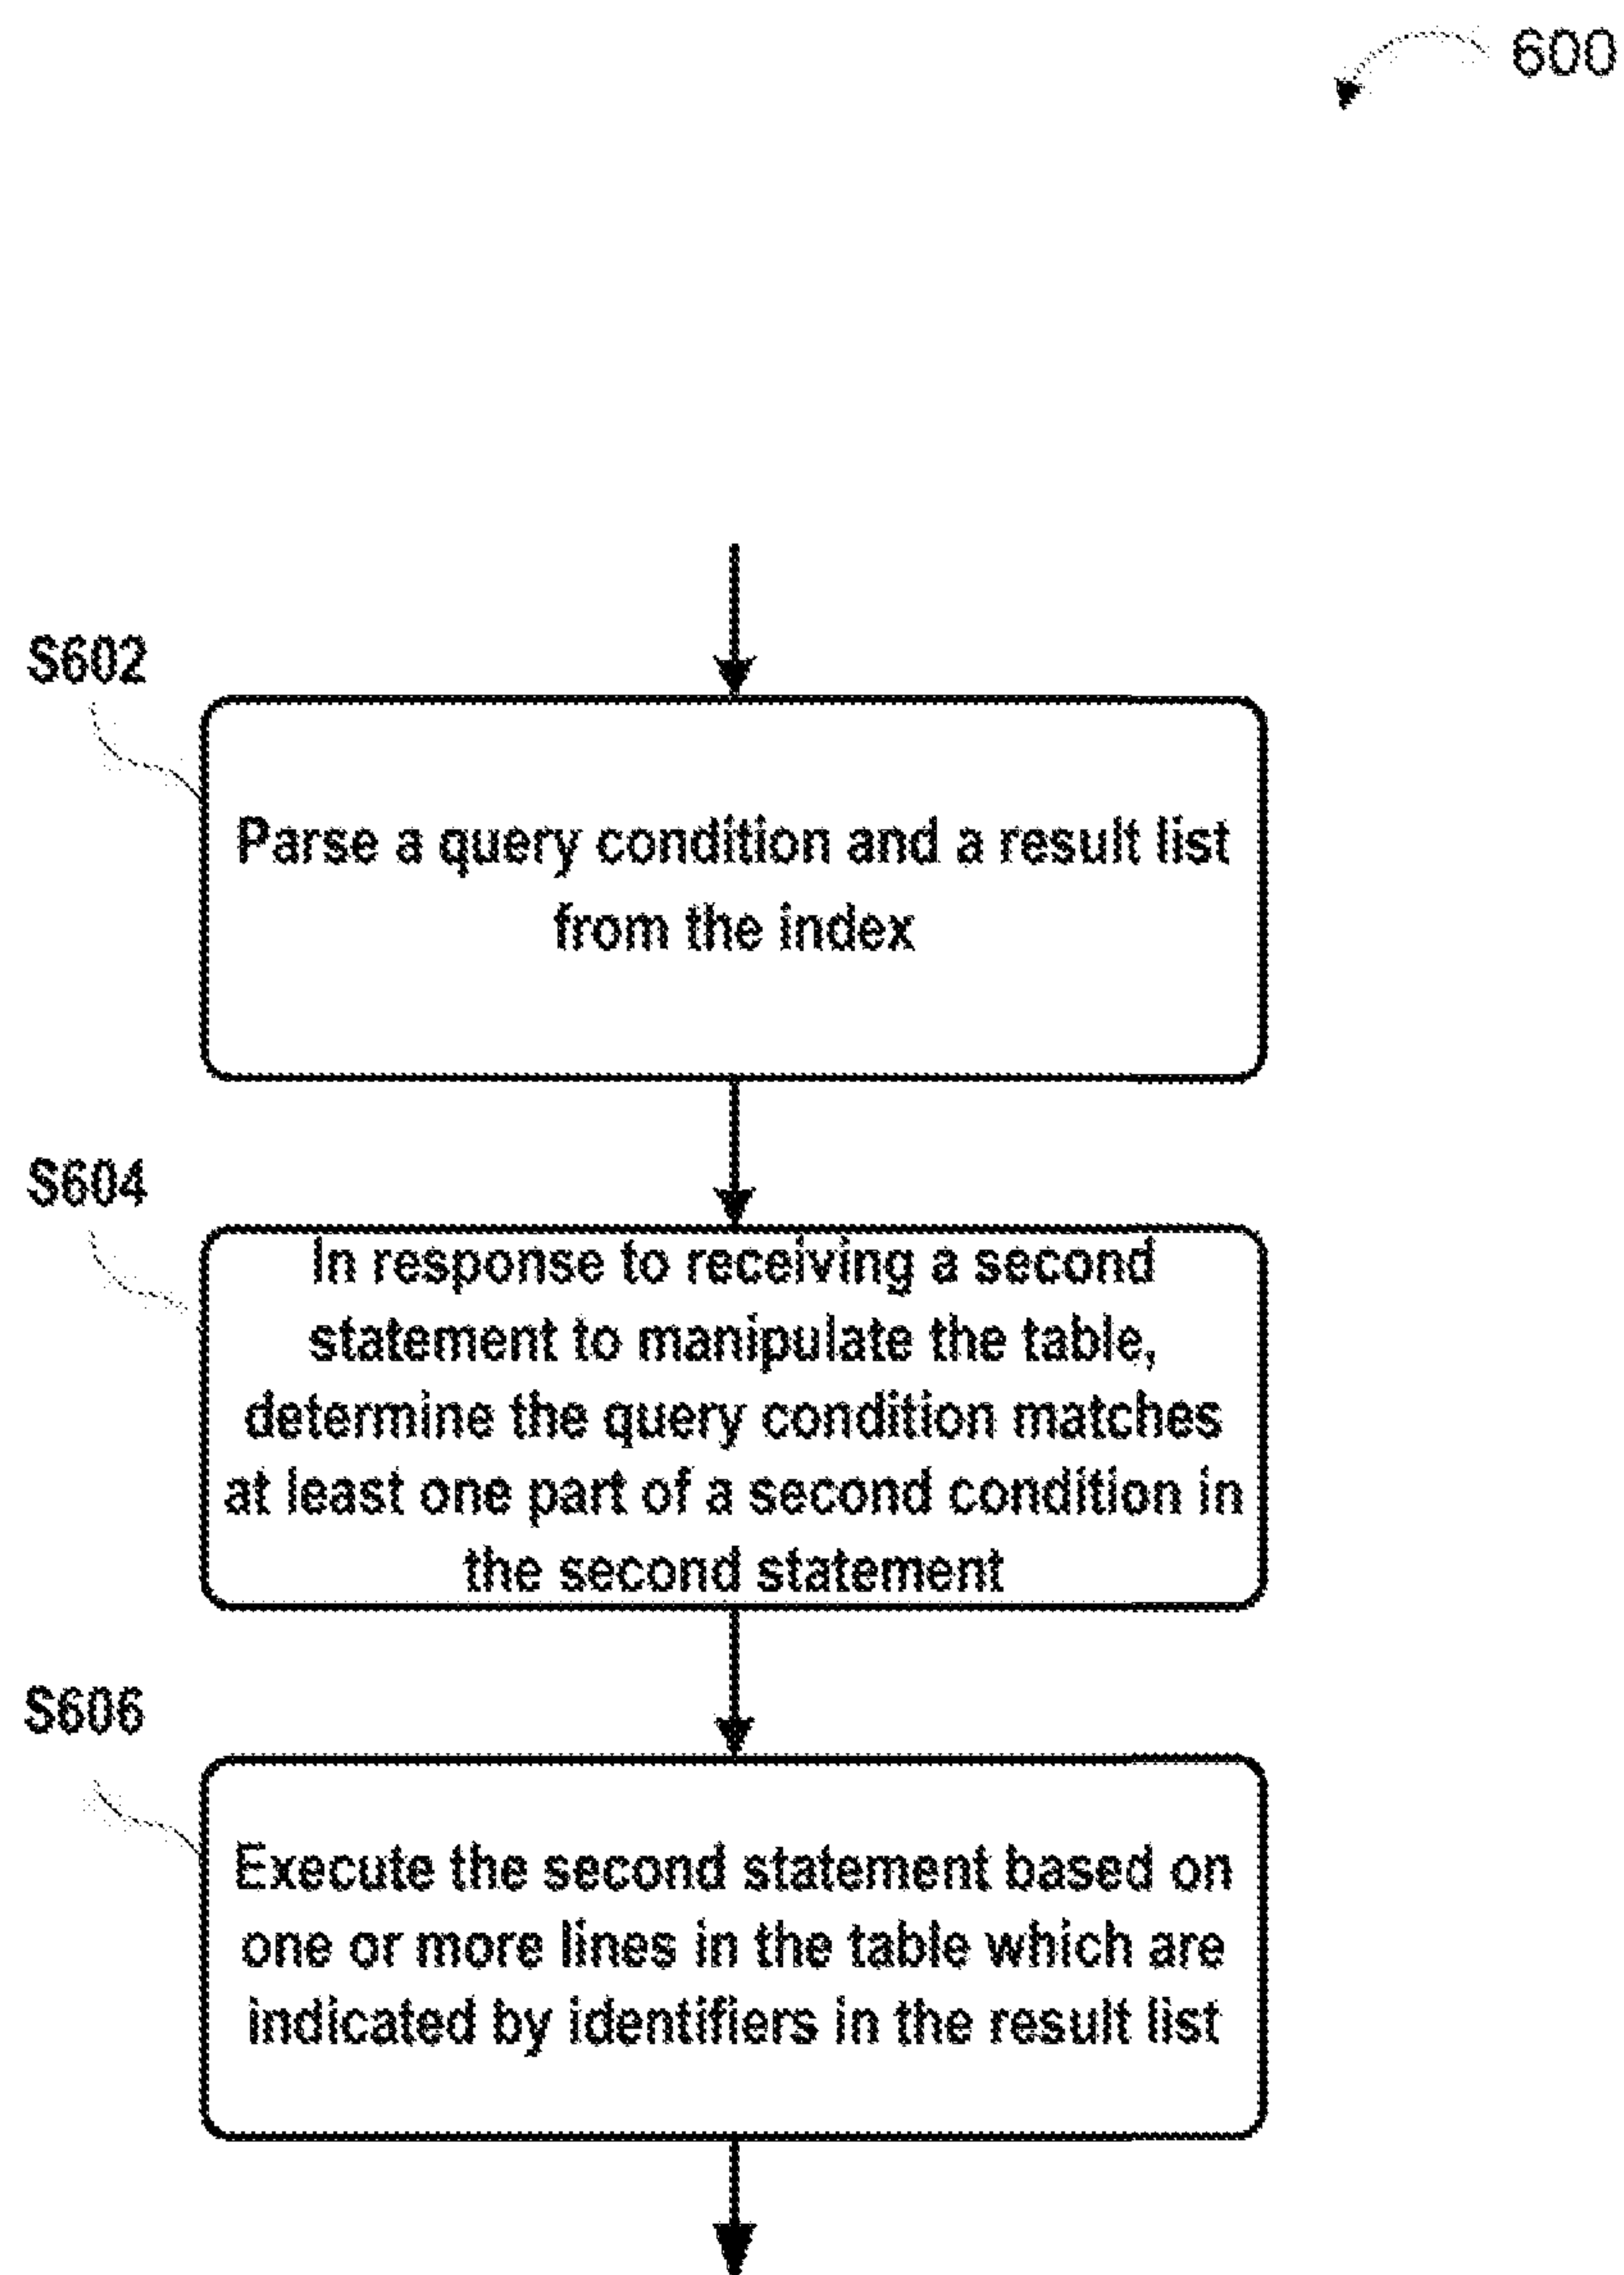 600
S602
Parse a query condition and a result list
from the index
S604
In response to receiving a second
statement to manipulate the table,
determine the query condition matches
at least one part of a second condition in
the second statement
S606
Execute the second statement based on
one or more lines in the table which are
indicated by identifiers in the result list